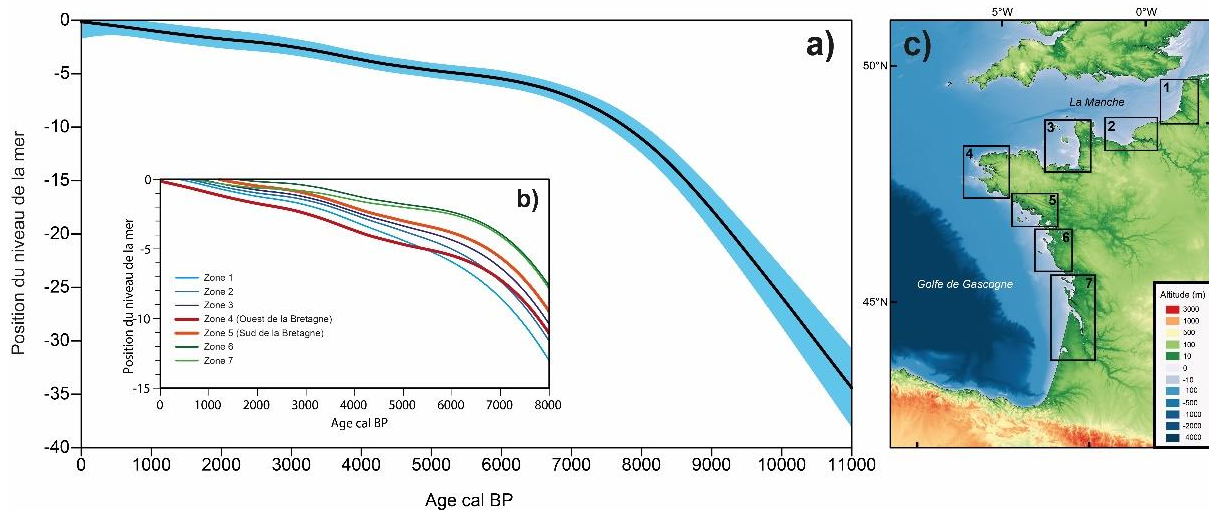 a)
Position du niveau de la mer
0
-5
-10
-15
-20
-25
-30
-35
-40
0 1000 2000 3000 4000 5000 6000 7000 8000 9000 10000 11000
Age cal BP
b)
Position du niveau de la mer
0
-5
-10
-15
Zone 1
Zone 2
Zone 3
Zone 4 (Ouest de la Bretagne)
Zone 5 (Sud de la Bretagne)
Zone 6
Zone 7
0 1000 2000 3000 4000 5000 6000 7000 8000
Age cal BP
c)
5°W 0°W
50°N
45°N
La Manche
1
2
3
4
5
6
7
Golfe de Gascogne
Altitude (m)
3000
1000
500
100
10
0
-10
-100
-500
-1000
-2000
-4000